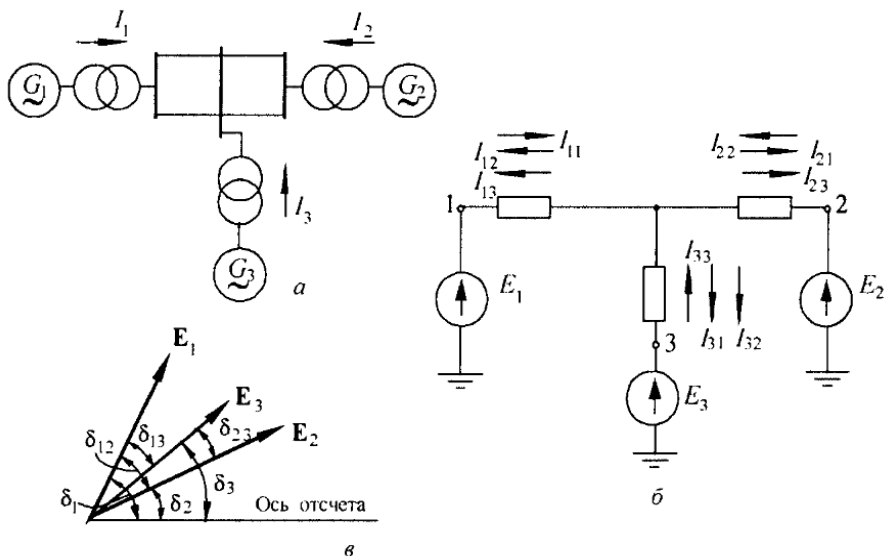 I₁
I₂
G₁
G₂
I₃
G₃
а
I₁₂
I₁₁
I₁₃
I₂₂
I₂₁
I₂₃
1
2
E₁
I₃₃
E₂
I₃₁
I₃₂
3
E₃
б
E₁
E₃
E₂
δ₁₂
δ₁₃
δ₂₃
δ₁
δ₂
δ₃
Ось отсчета
в